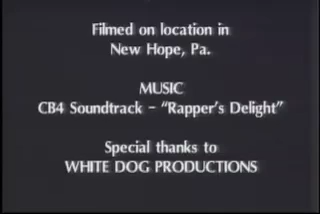 Filmed on location in
New Hope, Pa.
MUSIC
CB4 Soundtrack – "Rapper's Delight"
Special thanks to
WHITE DOG PRODUCTIONS